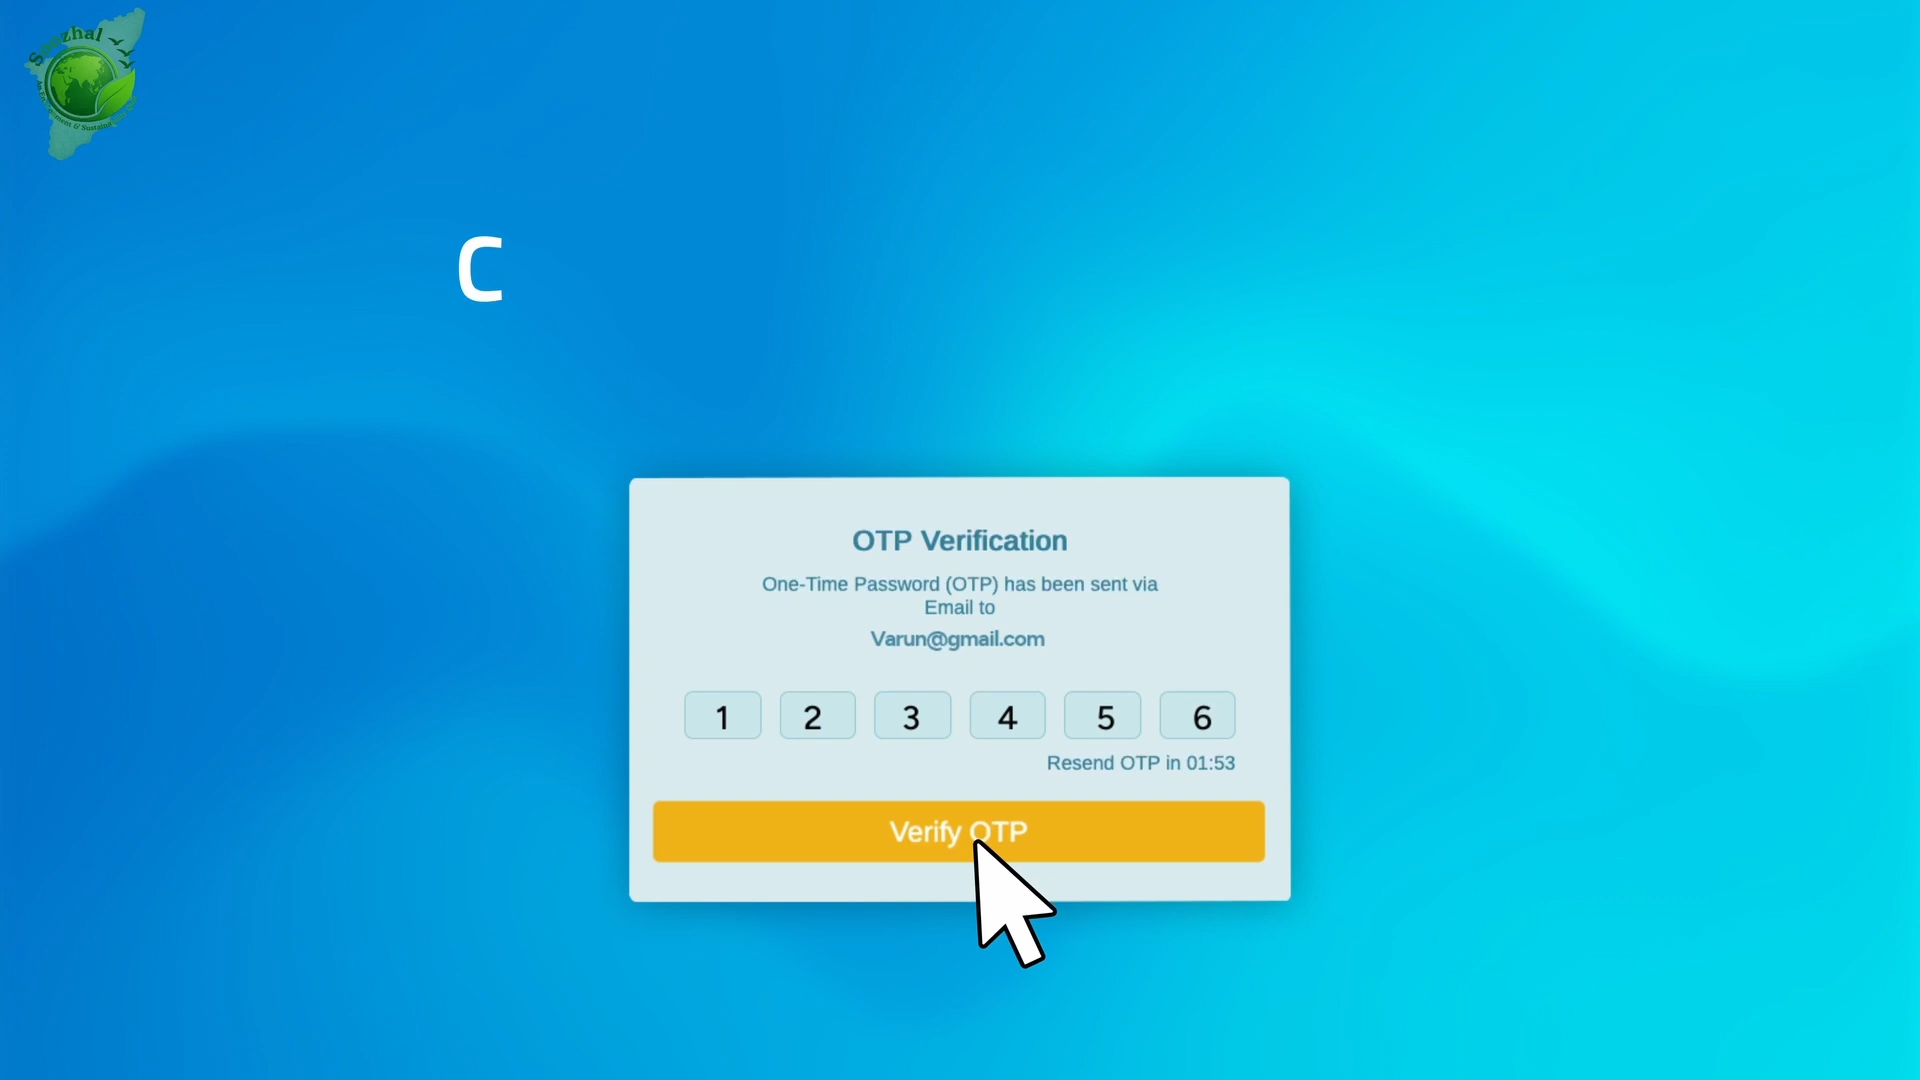 C
OTP Verification
One-Time Password (OTP) has been sent via
Email to
Varun@gmail.com
1 2 3 4 5 6
Resend OTP in 01:53
Verify OTP